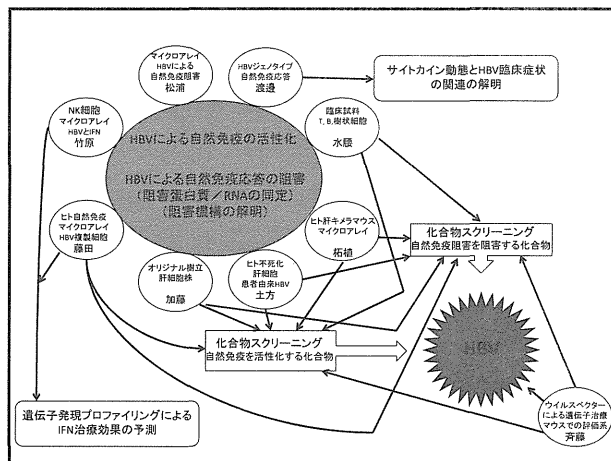 マイクロアレイ
HBVによる
自然免疫阻害
松浦
HBVジェノタイプ
自然免疫応答
渡邉
サイトカイン動態とHBV臨床症状
の関連の解明
NK細胞
マイクロアレイ
HBVとIFN
竹原
HBVによる自然免疫の活性化
HBVによる自然免疫応答の阻害
(阻害蛋白質／RNAの同定)
(阻害機構の解明)
臨床試料
T, B, 樹状細胞
水腰
ヒト自然免疫
マイクロアレイ
HBV複製細胞
藤田
ヒト肝キメラマウス
マイクロアレイ
柘植
化合物スクリーニング
自然免疫阻害を阻害する化合物
オリジナル樹立
肝細胞株
加藤
ヒト不死化
肝細胞
患者由来HBV
土方
化合物スクリーニング
自然免疫を活性化する化合物
HBV
遺伝子発現プロファイリングによる
IFN治療効果の予測
ウイルスベクター
による遺伝子治療
マウスでの評価系
斉藤